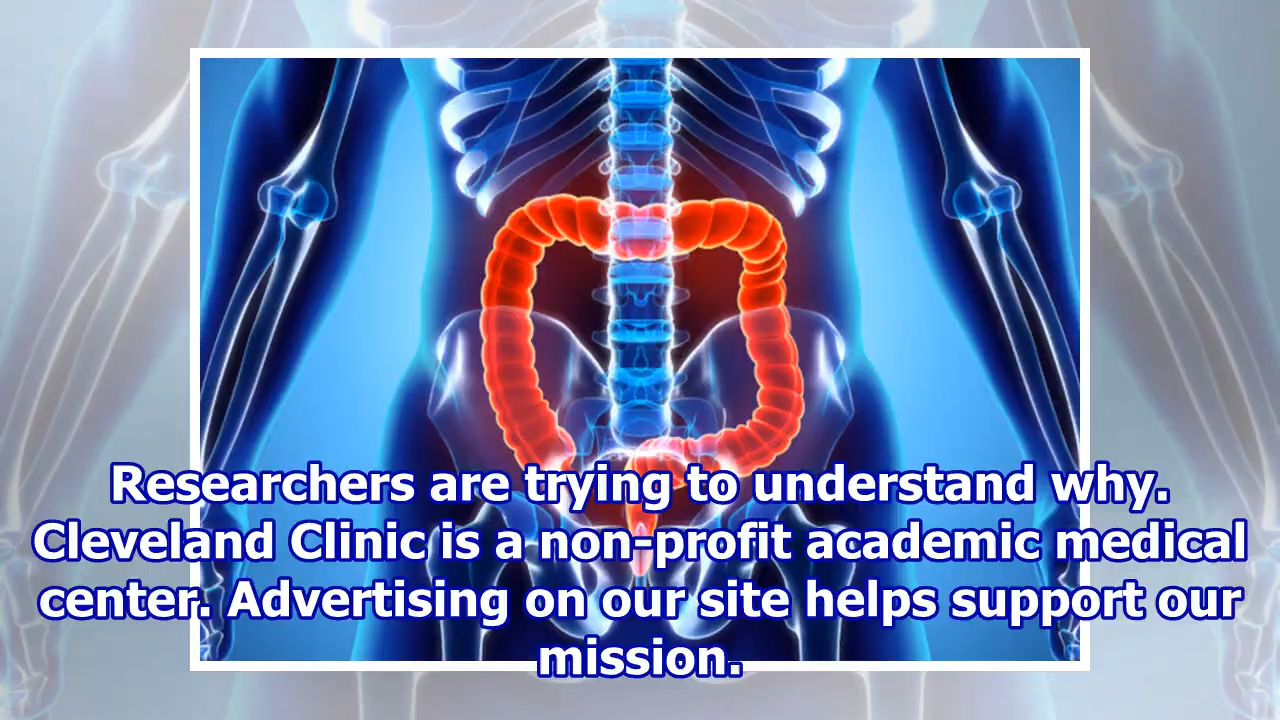 Researchers are trying to understand why.
Cleveland Clinic is a non-profit academic medical
center. Advertising on our site helps support our
mission.